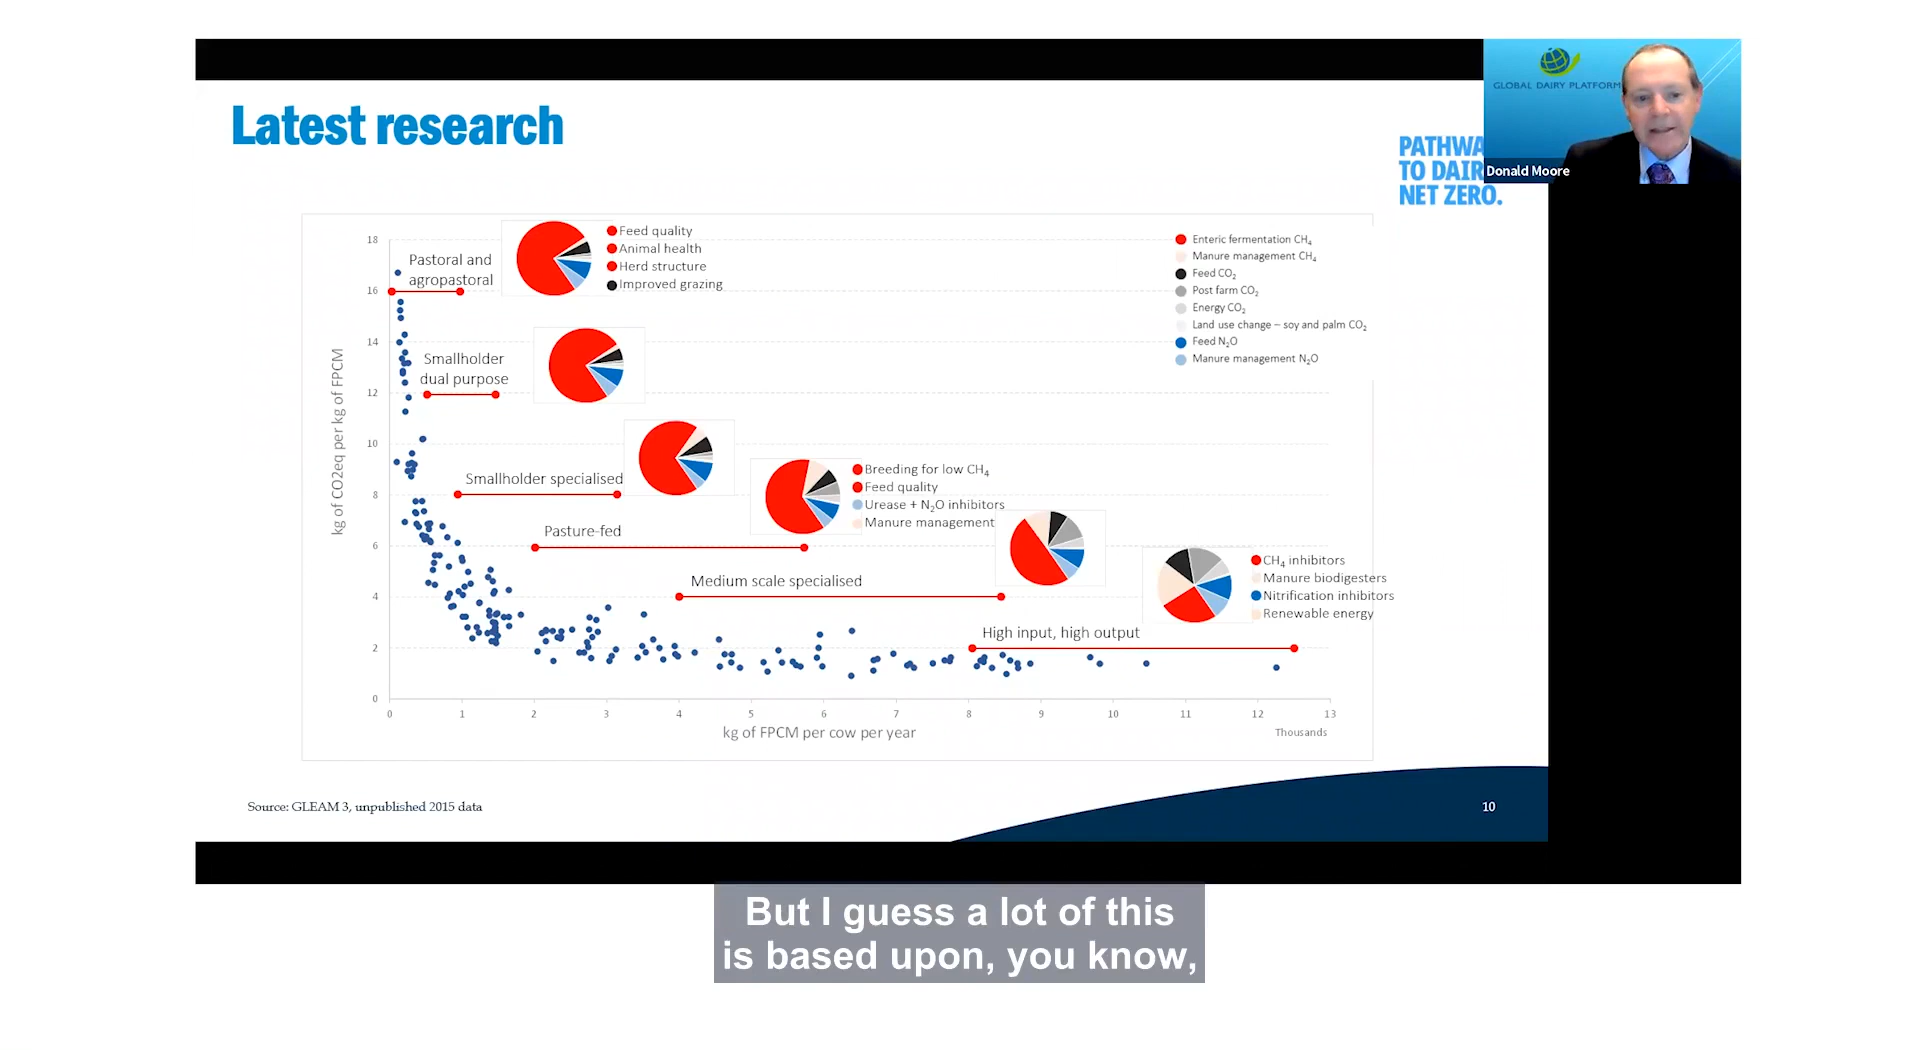 Latest research
GLOBAL DAIRY PLATFORM
Donald Moore
PATHWA
TO DAIR
NET ZERO.
kg of CO2eq per kg of FPCM
18
16
14
12
10
8
6
4
2
0
Pastoral and
agropastoral
Feed quality
Animal health
Herd structure
Improved grazing
Enteric fermentation CH4
Manure management CH4
Feed CO2
Post farm CO2
Energy CO2
Land use change – soy and palm CO2
Feed N2O
Manure management N2O
Smallholder
dual purpose
Smallholder specialised
Breeding for low CH4
Feed quality
Urease + N2O inhibitors
Manure management
Pasture-fed
Medium scale specialised
CH4 inhibitors
Manure biodigesters
Nitrification inhibitors
Renewable energy
High input, high output
0 1 2 3 4 5 6 7 8 9 10 11 12 13
kg of FPCM per cow per year
Thousands
Source: GLEAM 3, unpublished 2015 data
10
But I guess a lot of this
is based upon, you know,